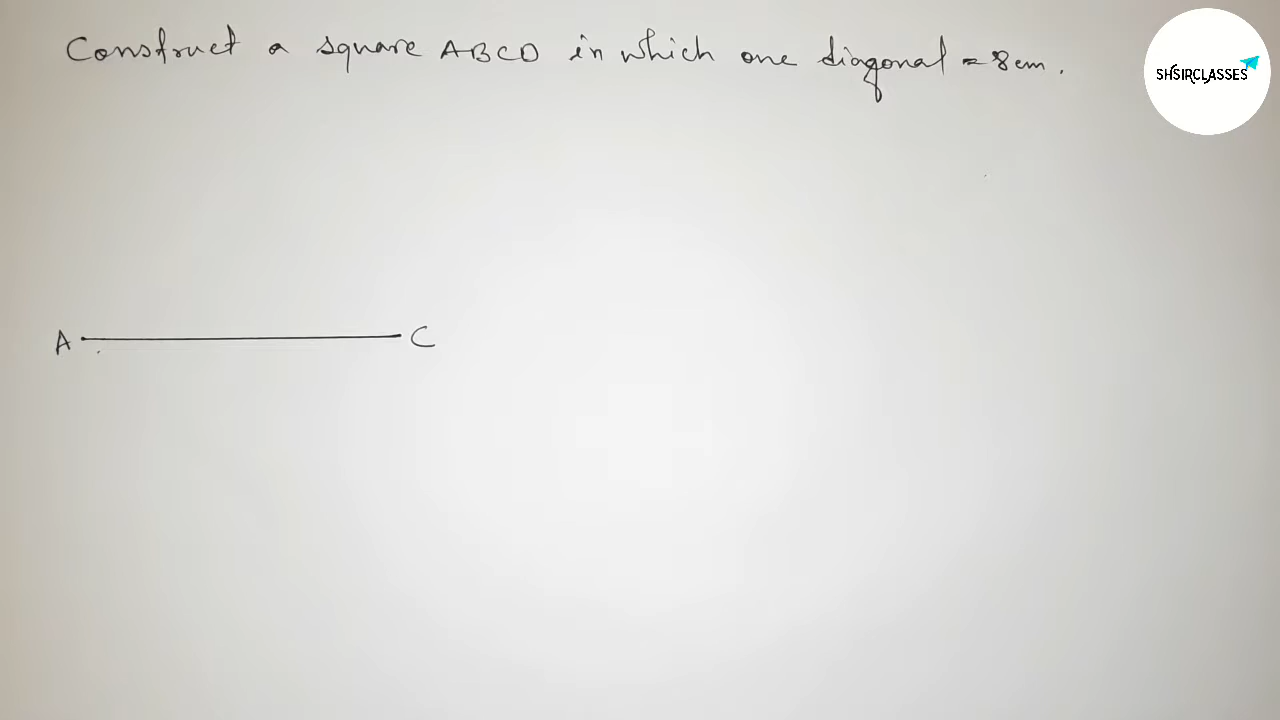 Construct a square ABCD in which one diagonal = 8cm.
SHSIRCLASSES
A C